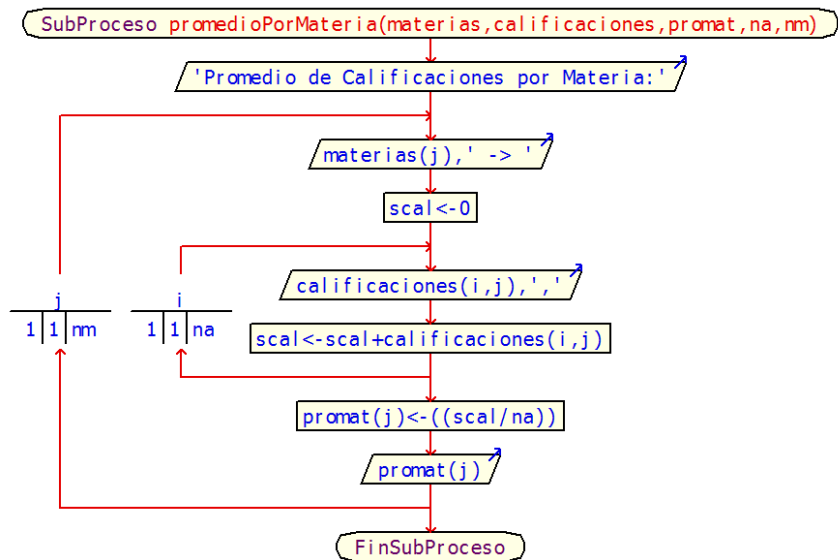 SubProceso promedioPorMateria(materias,calificaciones,promat,na,nm)
'Promedio de Calificaciones por Materia:'
materias(j),' -> '
scal<-0
calificaciones(i,j),','
j
1 1 nm
i
1 1 na
scal<-scal+calificaciones(i,j)
promat(j)<-((scal/na))
promat(j)
FinSubProceso